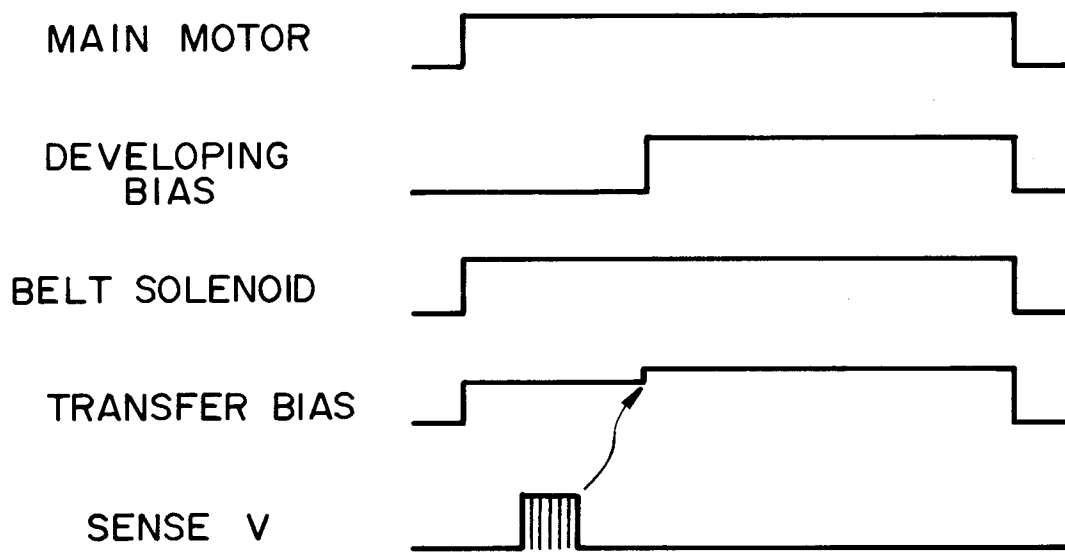 MAIN MOTOR
DEVELOPING
BIAS
BELT SOLENOID
TRANSFER BIAS
SENSE V